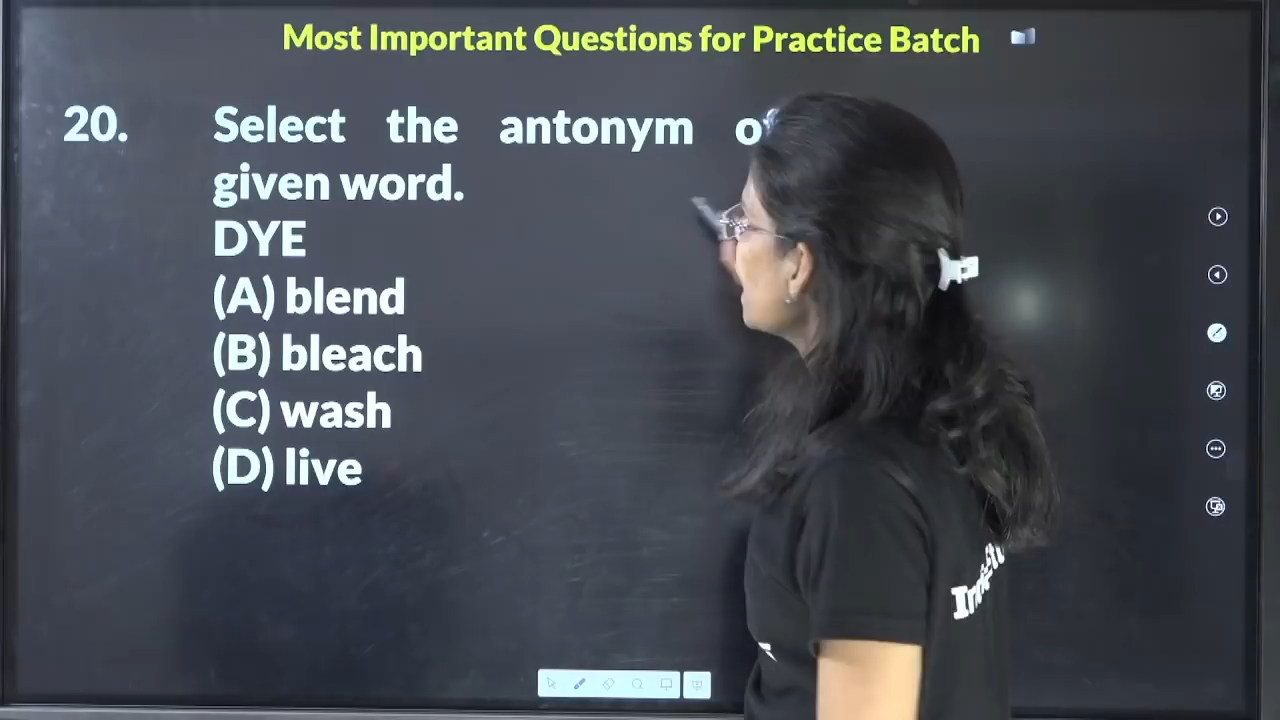 Most Important Questions for Practice Batch
20. Select the antonym
given word.
DYE
(A) blend
(B) bleach
(C) wash
(D) live